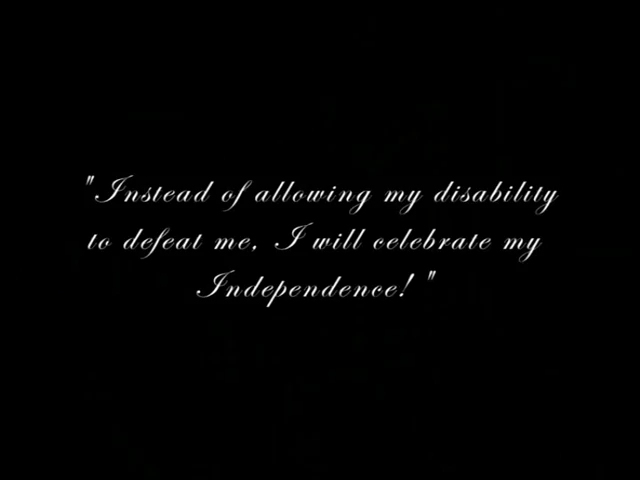 "Instead of allowing my disability
to defeat me, I will celebrate my
Independence! "